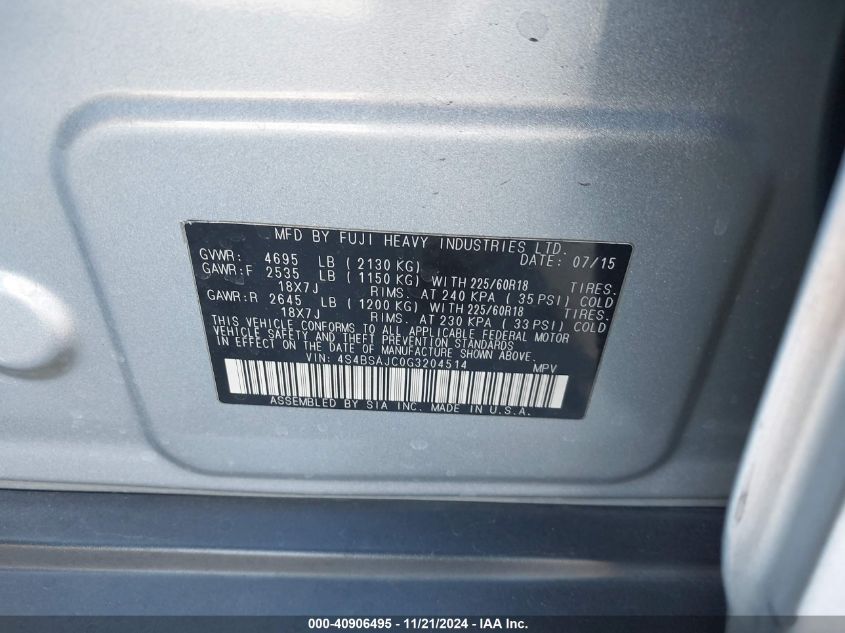 MFD BY FUJI HEAVY INDUSTRIES LTD.
GVWR: 4695 LB ( 2130 KG) DATE: 07/15
GAWR:F 2535 LB ( 1150 KG) WITH 225/60R18 TIRES.
18X7J RIMS. AT 240 KPA ( 35 PSI) COLD
GAWR:R 2645 LB ( 1200 KG) WITH 225/60R18 TIRES.
18X7J RIMS. AT 230 KPA ( 33 PSI) COLD
THIS VEHICLE CONFORMS TO ALL APPLICABLE FEDERAL MOTOR
VEHICLE SAFETY AND THEFT PREVENTION STANDARDS
IN EFFECT ON THE DATE OF MANUFACTURE SHOWN ABOVE.
VIN: 4S4BSAJC0G3204514 MPV
ASSEMBLED BY SIA INC. MADE IN U.S.A.
000-40906495 - 11/21/2024 - IAA Inc.